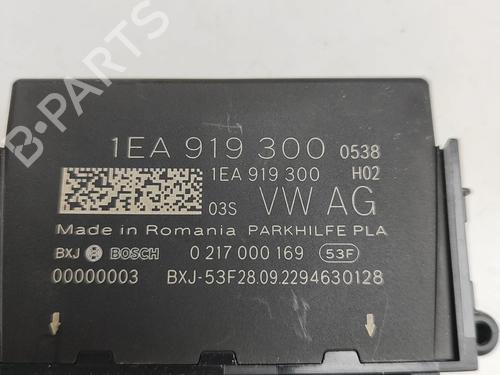 1EA 919 300 0538
1EA 919 300 H02
03S VW AG
Made in Romania PARKHILFE PLA
BXJ BOSCH 0 217 000 169 53F
00000003 BXJ-53F28.09.2294630128
B-PARTS